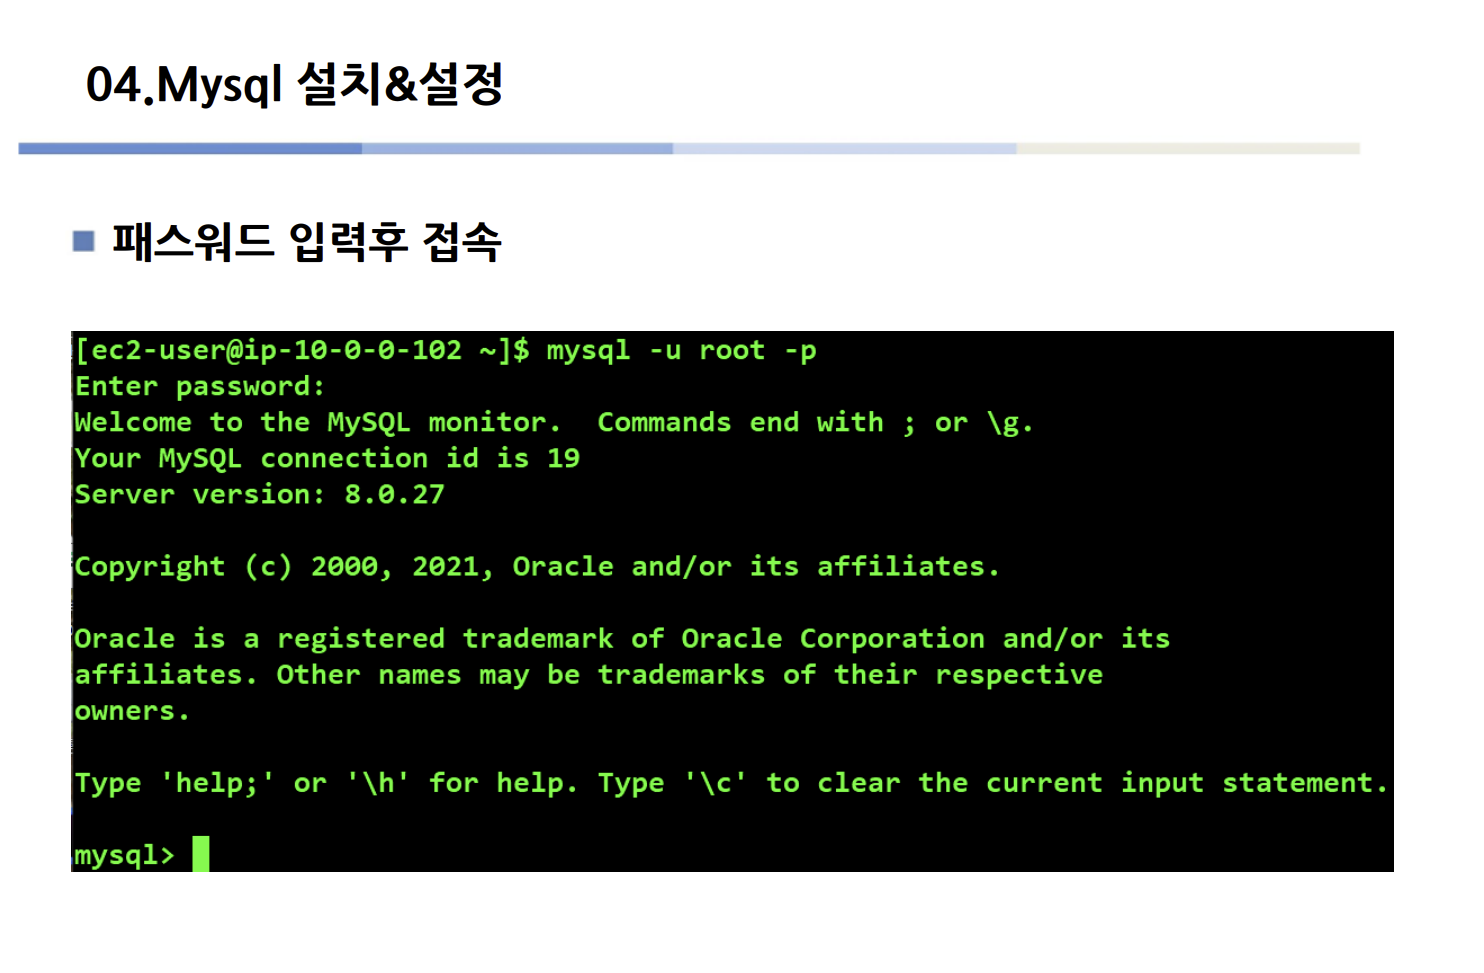 04.Mysql 설치&설정
패스워드 입력후 접속
[ec2-user@ip-10-0-0-102 ~]$ mysql -u root -p
Enter password:
Welcome to the MySQL monitor.  Commands end with ; or \g.
Your MySQL connection id is 19
Server version: 8.0.27
Copyright (c) 2000, 2021, Oracle and/or its affiliates.
Oracle is a registered trademark of Oracle Corporation and/or its
affiliates. Other names may be trademarks of their respective
owners.
Type 'help;' or '\h' for help. Type '\c' to clear the current input statement.
mysql>